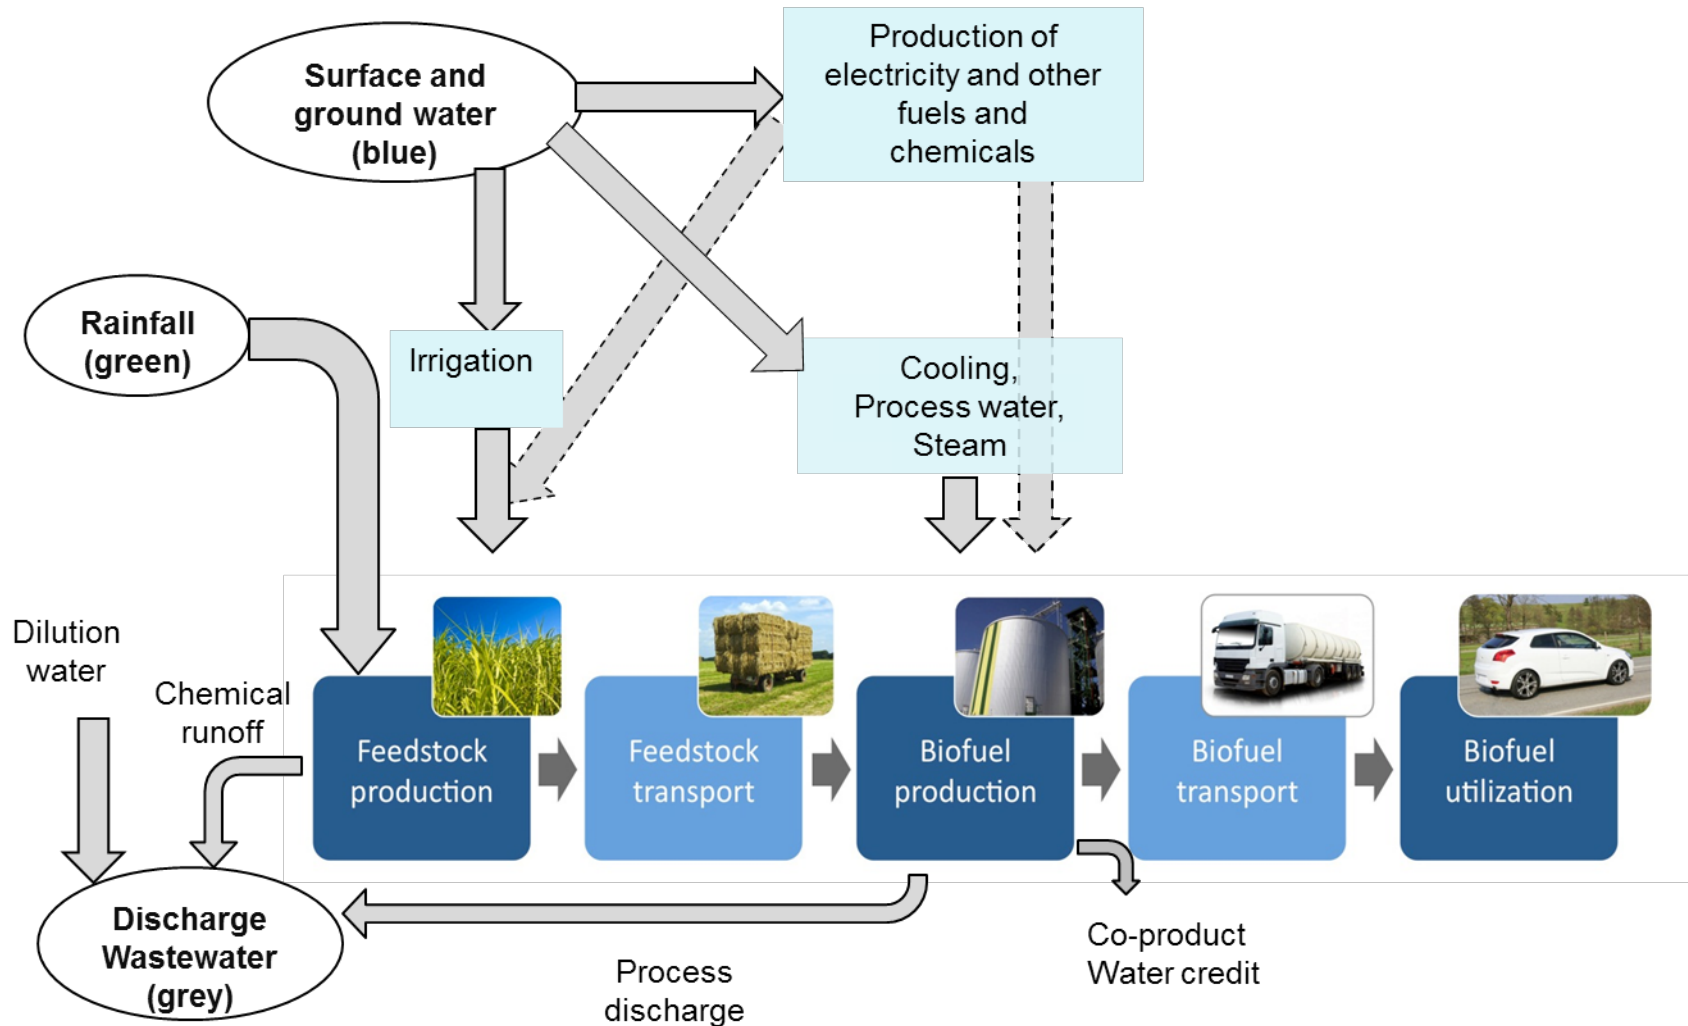 Surface and
ground water
(blue)
Production of
electricity and other
fuels and
chemicals
Rainfall
(green)
Irrigation
Cooling,
Process water,
Steam
Dilution
water
Chemical
runoff
Feedstock
production
Feedstock
transport
Biofuel
production
Biofuel
transport
Biofuel
utilization
Discharge
Wastewater
(grey)
Process
discharge
Co-product
Water credit